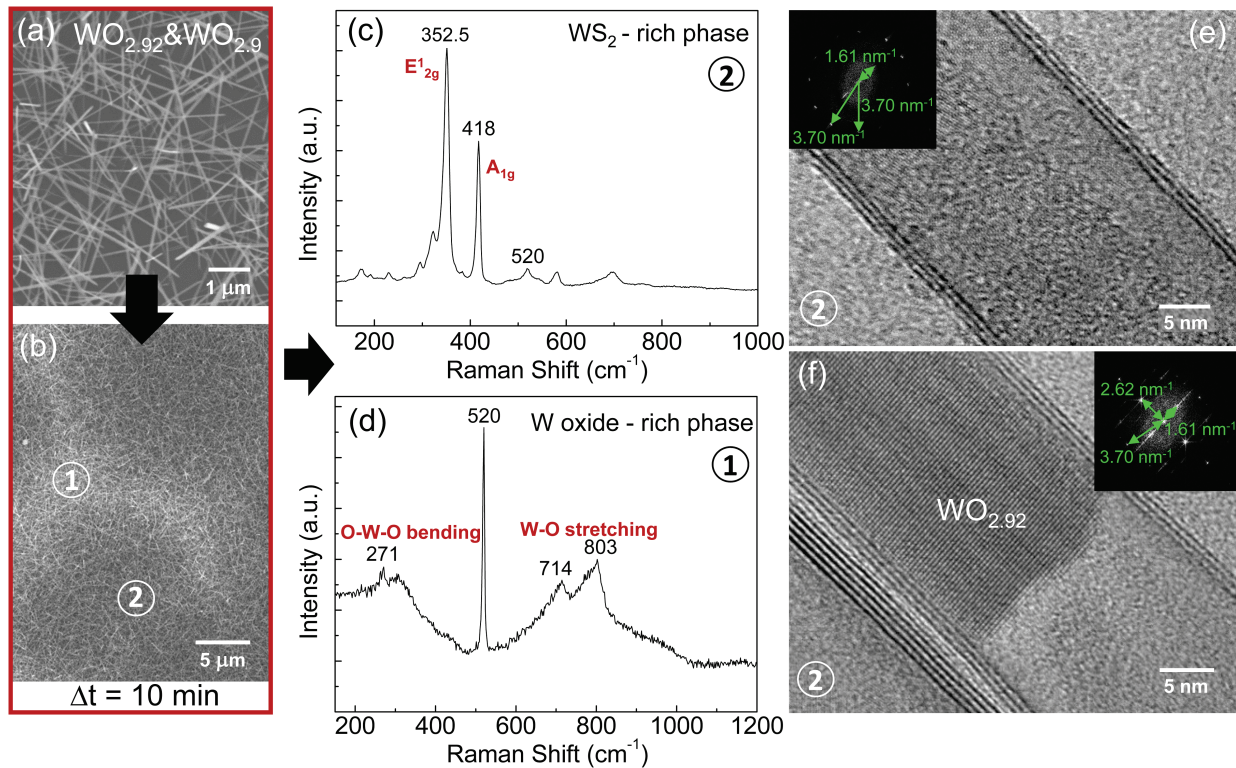 (a) WO2.92&WO2.9
1 μm
(b)
1
2
5 μm
Δt = 10 min
(c)
WS2 - rich phase
2
352.5
E12g
418
A1g
520
Intensity (a.u.)
200 400 600 800 1000
Raman Shift (cm-1)
(d)
W oxide - rich phase
1
520
O-W-O bending
271
W-O stretching
714
803
Intensity (a.u.)
200 400 600 800 1000 1200
Raman Shift (cm-1)
(e)
1.61 nm-1
3.70 nm-1
3.70 nm-1
2
5 nm
(f)
2.62 nm-1
1.61 nm-1
3.70 nm-1
WO2.92
2
5 nm